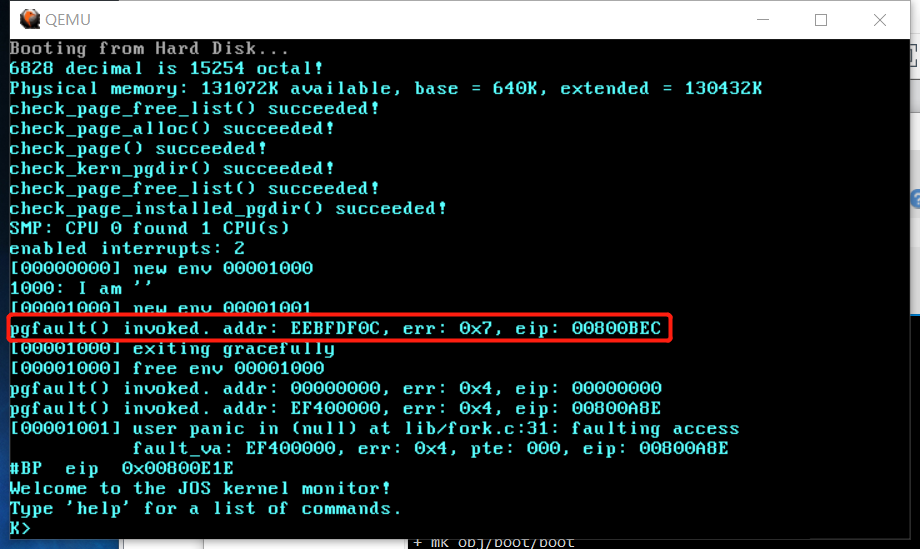 QEMU
Booting from Hard Disk...
6828 decimal is 15254 octal!
Physical memory: 131072K available, base = 640K, extended = 130432K
check_page_free_list() succeeded!
check_page_alloc() succeeded!
check_page() succeeded!
check_kern_pgdir() succeeded!
check_page_free_list() succeeded!
check_page_installed_pgdir() succeeded!
SMP: CPU 0 found 1 CPU(s)
enabled interrupts: 2
[00000000] new env 00001000
1000: I am ''
[00001000] new env 00001001
pgfault() invoked. addr: EEBFDF0C, err: 0x7, eip: 00800BEC
[00001000] exiting gracefully
[00001000] free env 00001000
pgfault() invoked. addr: 00000000, err: 0x4, eip: 00000000
pgfault() invoked. addr: EF400000, err: 0x4, eip: 00800A8E
[00001001] user panic in (null) at lib/fork.c:31: faulting access
fault_va: EF400000, err: 0x4, pte: 000, eip: 00800A8E
#BP  eip  0x00800E1E
Welcome to the JOS kernel monitor!
Type 'help' for a list of commands.
K>
+ mk obj/boot/boot